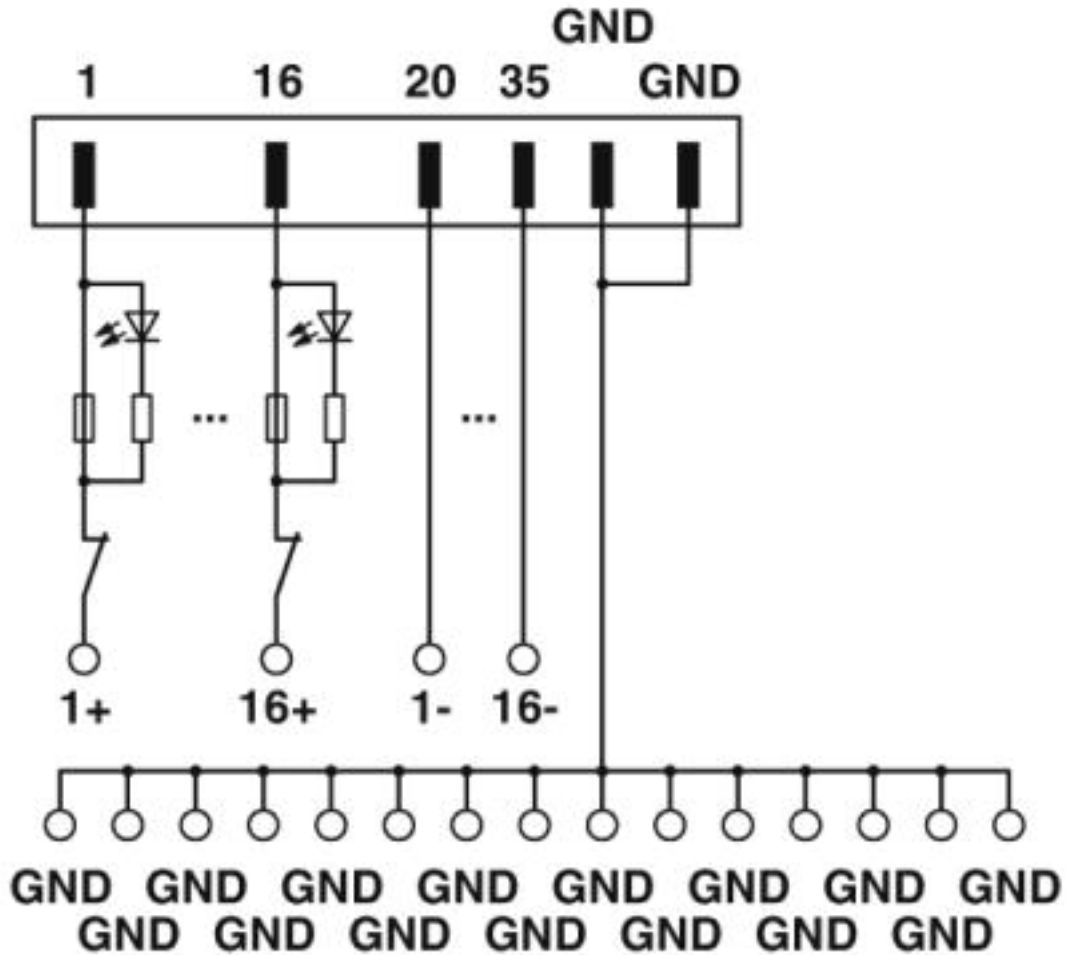 GND
1 16 20 35 GND
... ...
1+ 16+ 1- 16-
GND GND GND GND GND GND GND GND
GND GND GND GND GND GND GND